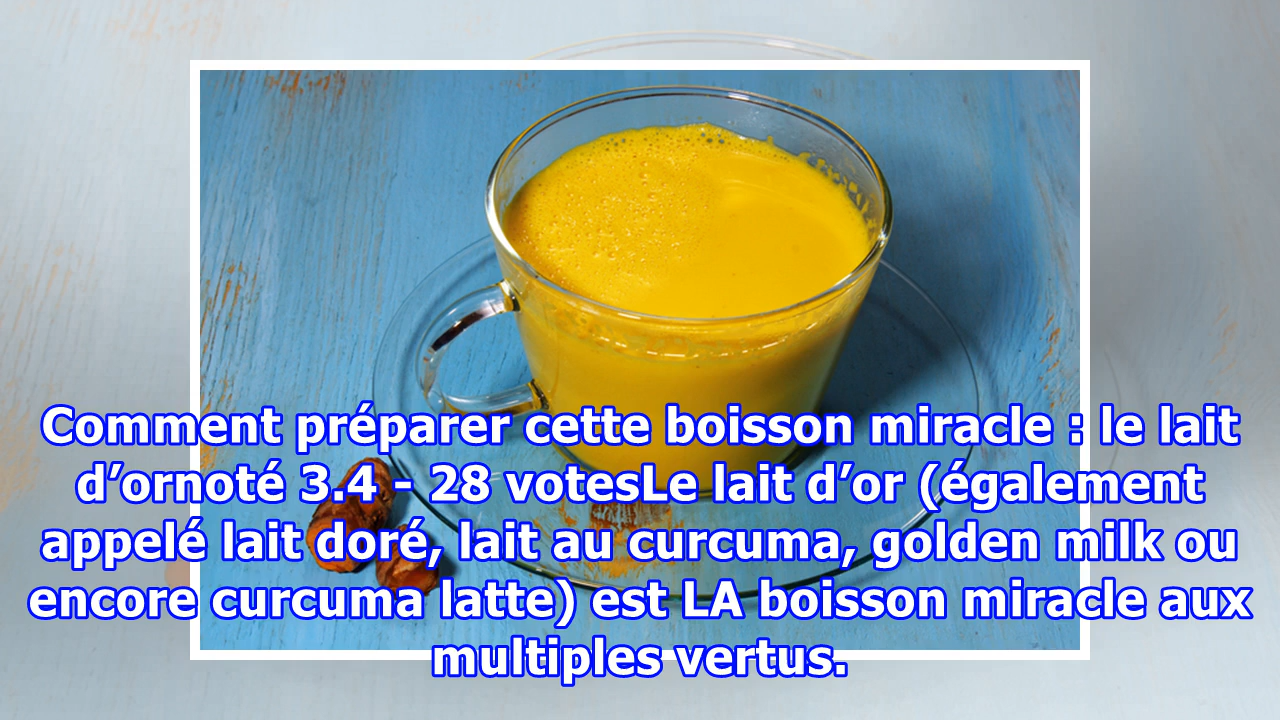 Comment préparer cette boisson miracle : le lait
d’ornoté 3.4 - 28 votesLe lait d’or (également
appelé lait doré, lait au curcuma, golden milk ou
encore curcuma latte) est LA boisson miracle aux
multiples vertus.